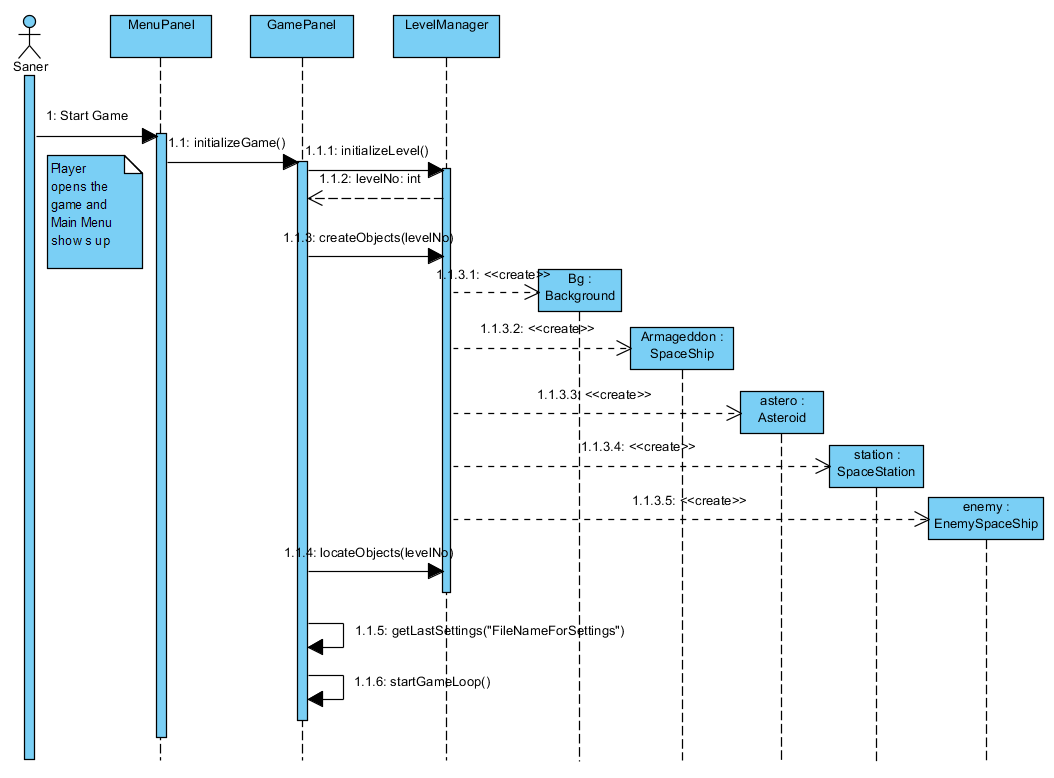 MenuPanel
GamePanel
LevelManager
Saner
1: Start Game
1.1: initializeGame()
1.1.1: initializeLevel()
Player
opens the
game and
Main Menu
shows up
1.1.2: levelNo: int
1.1.3: createObjects(levelNo)
1.1.3.1: <<create>>
Bg :
Background
1.1.3.2: <<create>>
Armageddon :
SpaceShip
1.1.3.3: <<create>>
astero :
Asteroid
1.1.3.4: <<create>>
station :
SpaceStation
1.1.3.5: <<create>>
enemy :
EnemySpaceShip
1.1.4: locateObjects(levelNo)
1.1.5: getLastSettings("FileNameForSettings")
1.1.6: startGameLoop()